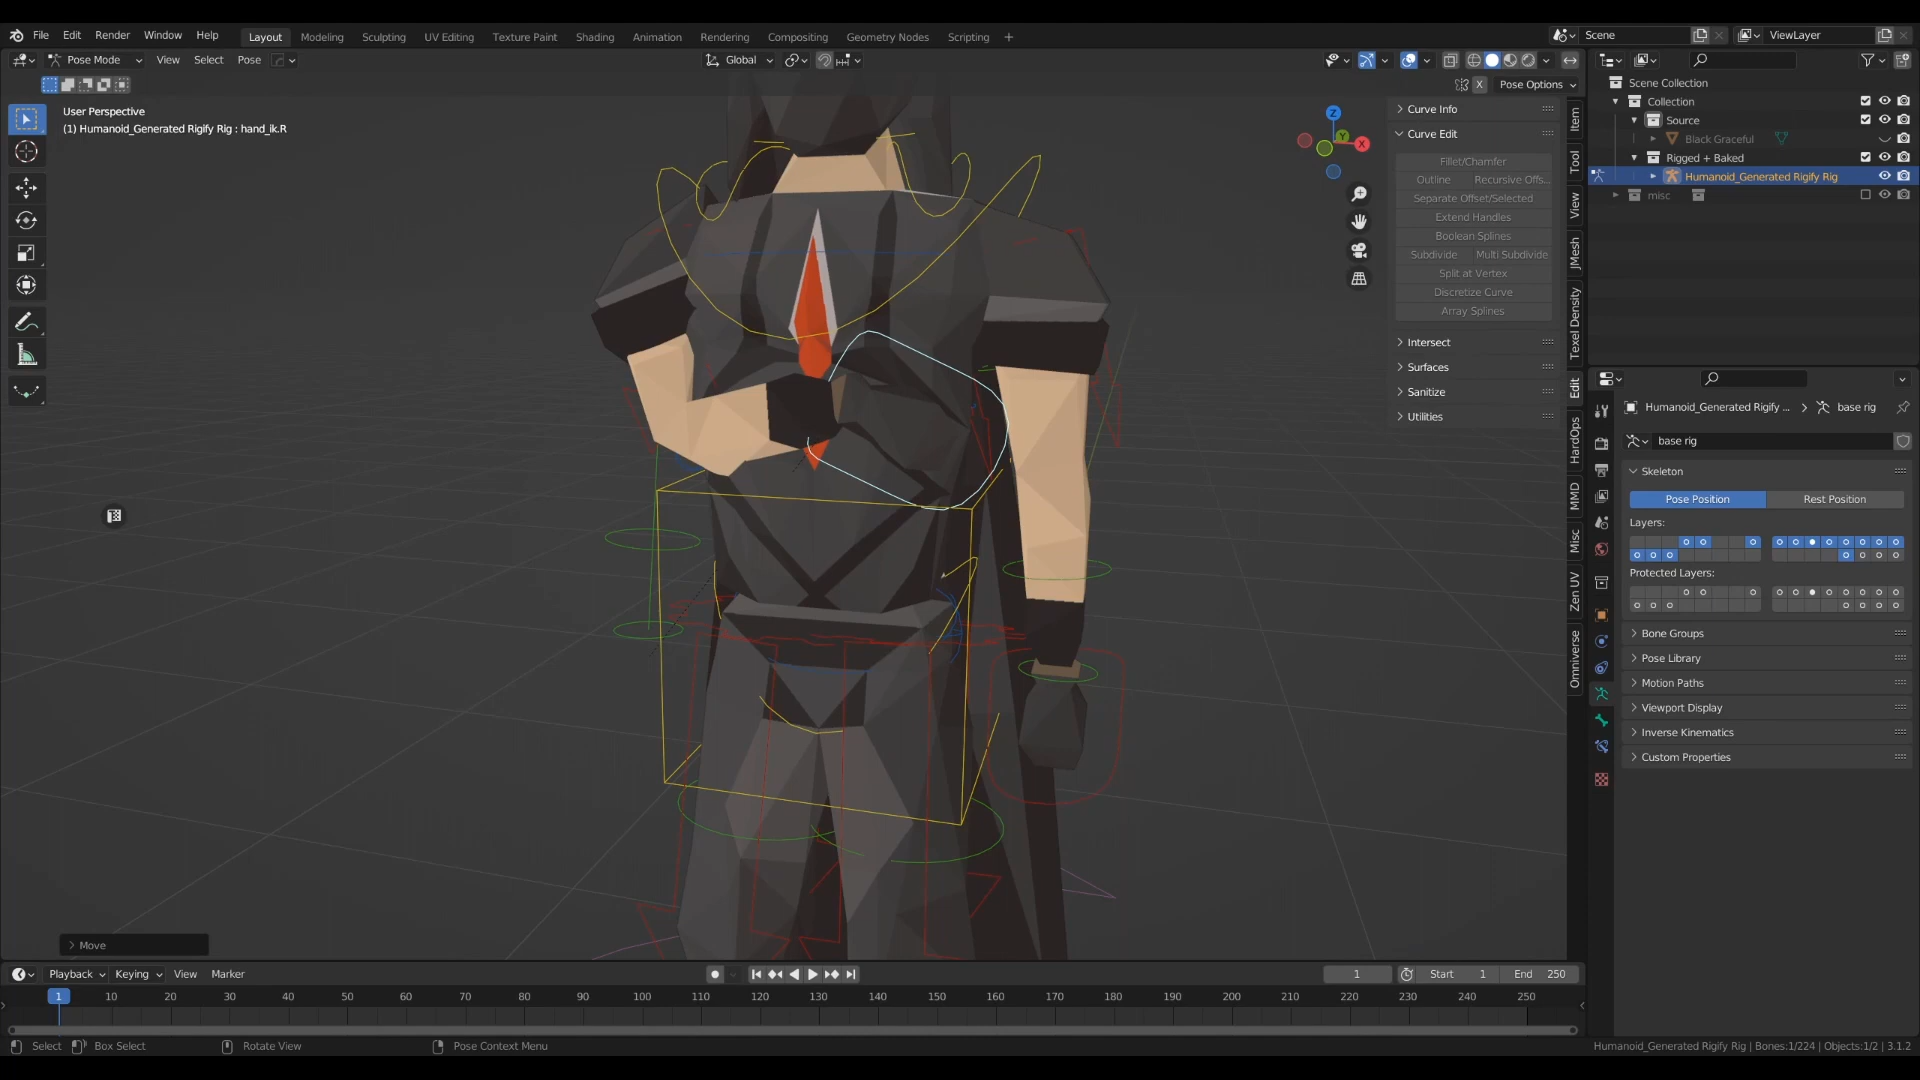 File Edit Render Window Help Layout Modeling Sculpting UV Editing Texture Paint Shading Animation Rendering Compositing Geometry Nodes Scripting + Scene ViewLayer
Pose Mode View Select Pose Global
X Pose Options
User Perspective
(1) Humanoid_Generated Rigify Rig : hand_ik.R
Z
Y
X
Curve Info
Curve Edit
Fillet/Chamfer
Outline Recursive Offs...
Separate Offset/Selected
Extend Handles
Boolean Splines
Subdivide Multi Subdivide
Split at Vertex
Discretize Curve
Array Splines
Intersect
Surfaces
Sanitize
Utilities
Item
Tool
View
JMesh
Texel Density
Edit
HardOps
MMD
Misc
Zen UV
Omniverse
Scene Collection
Collection
Source
Black Graceful
Rigged + Baked
Humanoid_Generated Rigify Rig
misc
Humanoid_Generated Rigify ... base rig
base rig
Skeleton
Pose Position Rest Position
Layers:
Protected Layers:
Bone Groups
Pose Library
Motion Paths
Viewport Display
Inverse Kinematics
Custom Properties
Move
Playback Keying View Marker 1 Start 1 End 250
1 10 20 30 40 50 60 70 80 90 100 110 120 130 140 150 160 170 180 190 200 210 220 230 240 250
Select Box Select Rotate View Pose Context Menu Humanoid_Generated Rigify Rig | Bones:1/224 | Objects:1/2 | 3.1.2